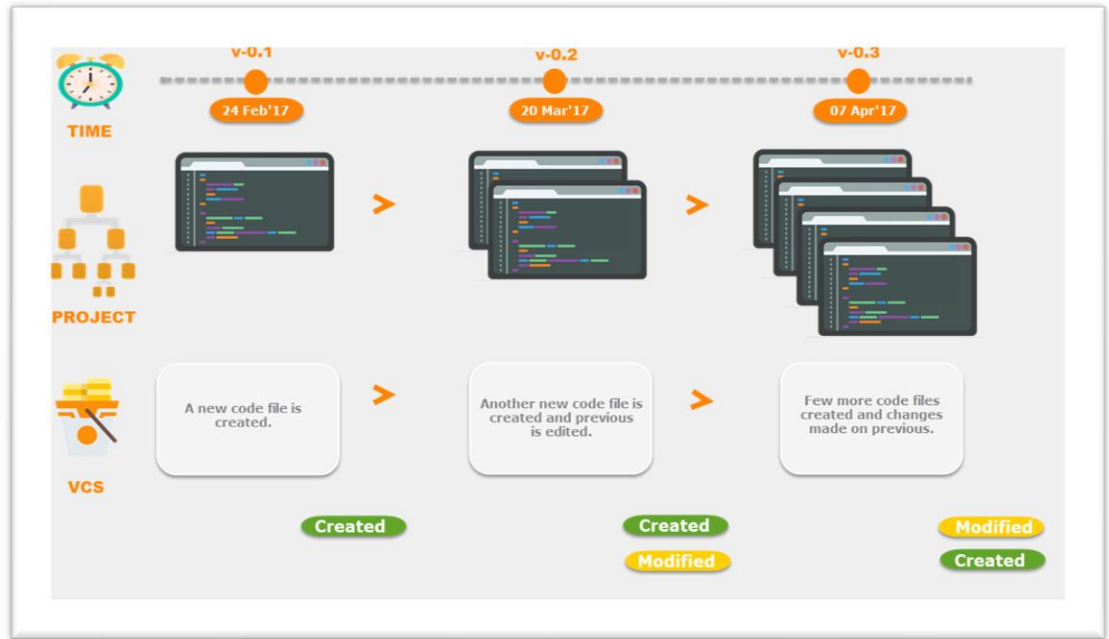 v-0.1 v-0.2 v-0.3
24 Feb'17 20 Mar'17 07 Apr'17
TIME
PROJECT
A new code file is
created.
Another new code file is
created and previous
is edited.
Few more code files
created and changes
made on previous.
VCS
Created
Created
Modified
Modified
Created